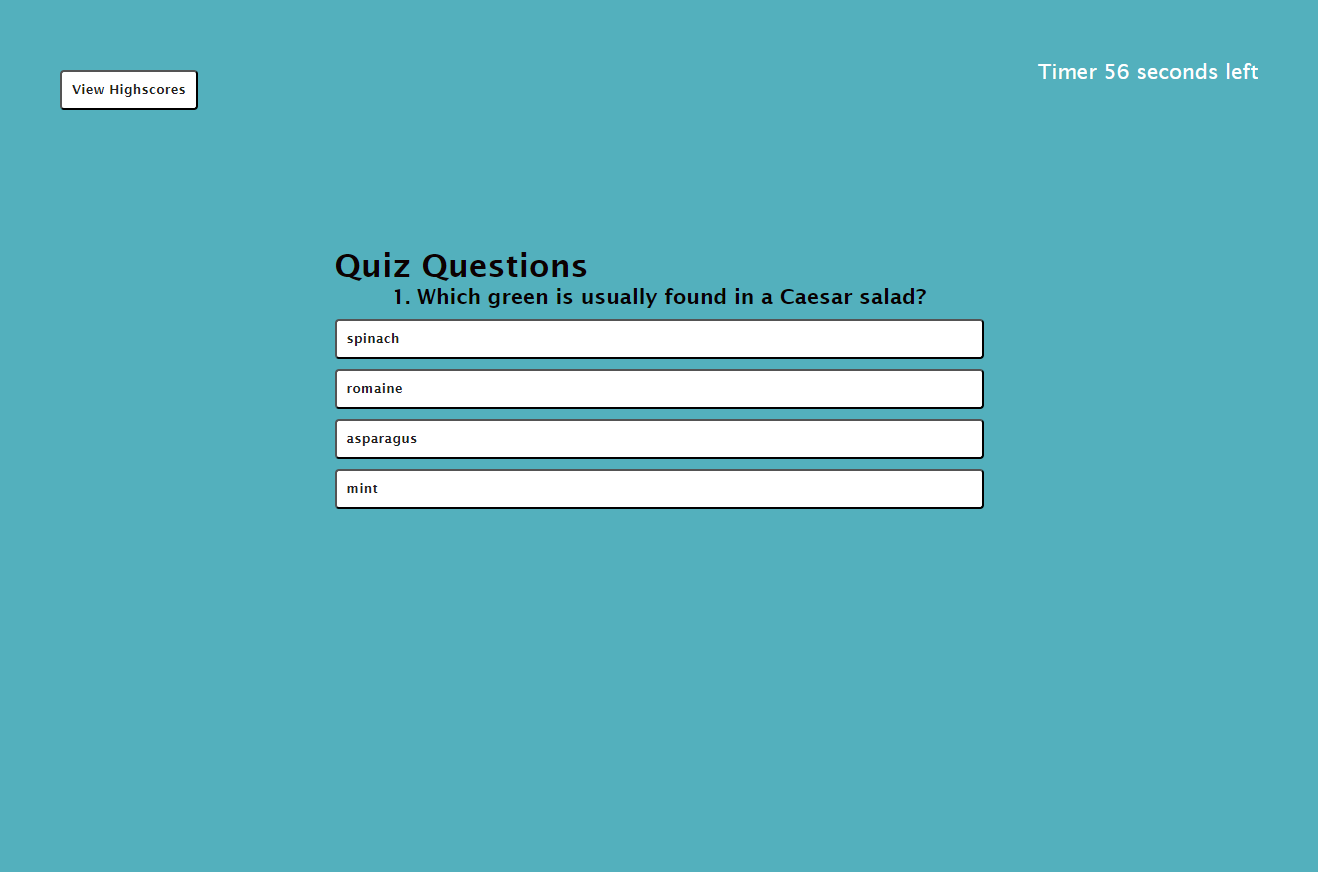 View Highscores
Timer 56 seconds left
Quiz Questions
1. Which green is usually found in a Caesar salad?
spinach
romaine
asparagus
mint